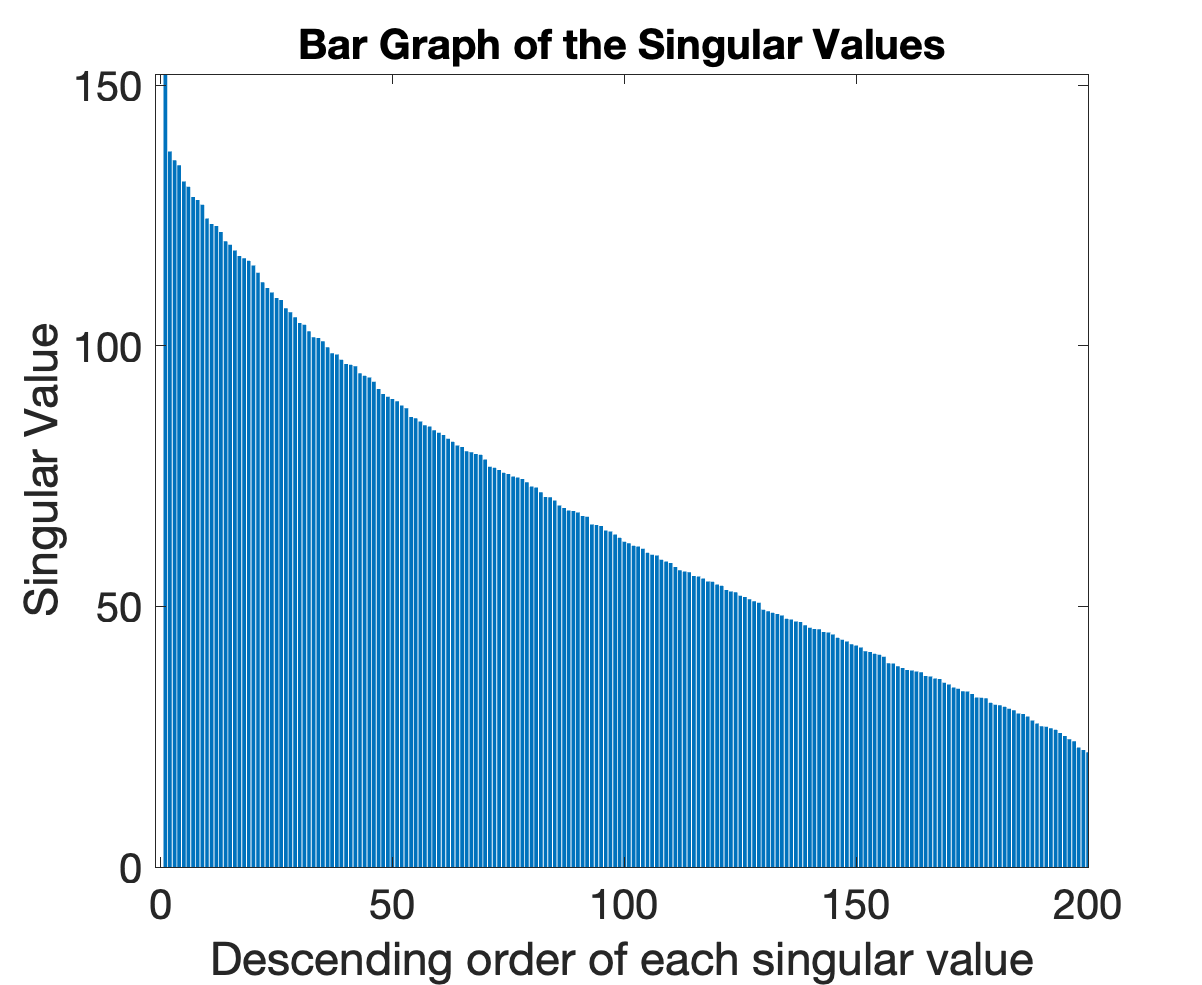 Bar Graph of the Singular Values
150
100
50
0
Singular Value
0 50 100 150 200
Descending order of each singular value